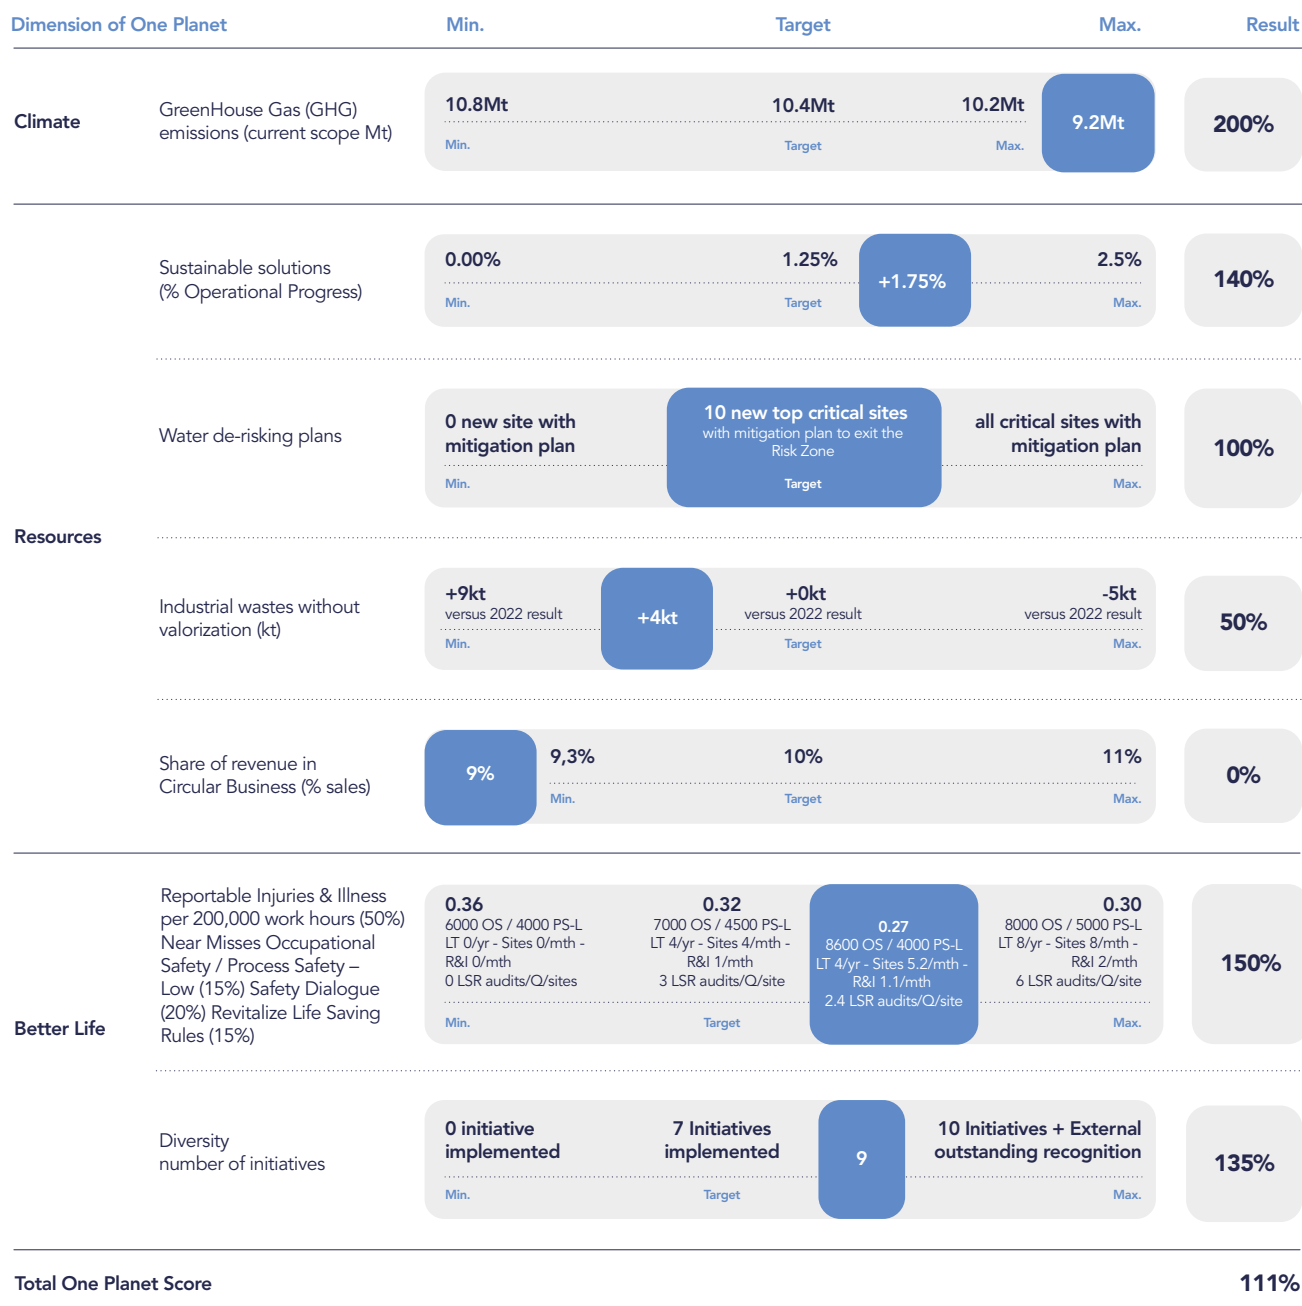 Dimension of One Planet Min. Target Max. Result
Climate
GreenHouse Gas (GHG)
emissions (current scope Mt)
10.8Mt 10.4Mt 10.2Mt
Min. Target Max.
9.2Mt
200%
Resources
Sustainable solutions
(% Operational Progress)
0.00% 1.25% 2.5%
Min. Target Max.
+1.75%
140%
Water de-risking plans
0 new site with
mitigation plan
Min.
10 new top critical sites
with mitigation plan to exit the
Risk Zone
Target
all critical sites with
mitigation plan
Max.
100%
Industrial wastes without
valorization (kt)
+9kt
versus 2022 result
Min.
+4kt
+0kt
versus 2022 result
Target
-5kt
versus 2022 result
Max.
50%
Share of revenue in
Circular Business (% sales)
9%
9,3% 10% 11%
Min. Target Max.
0%
Better Life
Reportable Injuries & Illness
per 200,000 work hours (50%)
Near Misses Occupational
Safety / Process Safety –
Low (15%) Safety Dialogue
(20%) Revitalize Life Saving
Rules (15%)
0.36
6000 OS / 4000 PS-L
LT 0/yr - Sites 0/mth -
R&I 0/mth
0 LSR audits/Q/sites
Min.
0.32
7000 OS / 4500 PS-L
LT 4/yr - Sites 4/mth -
R&I 1/mth
3 LSR audits/Q/site
Target
0.27
8600 OS / 4000 PS-L
LT 4/yr - Sites 5.2/mth -
R&I 1.1/mth
2.4 LSR audits/Q/site
0.30
8000 OS / 5000 PS-L
LT 8/yr - Sites 8/mth -
R&I 2/mth
6 LSR audits/Q/site
Max.
150%
Diversity
number of initiatives
0 initiative
implemented
Min.
7 Initiatives
implemented
Target
9
10 Initiatives + External
outstanding recognition
Max.
135%
Total One Planet Score 111%